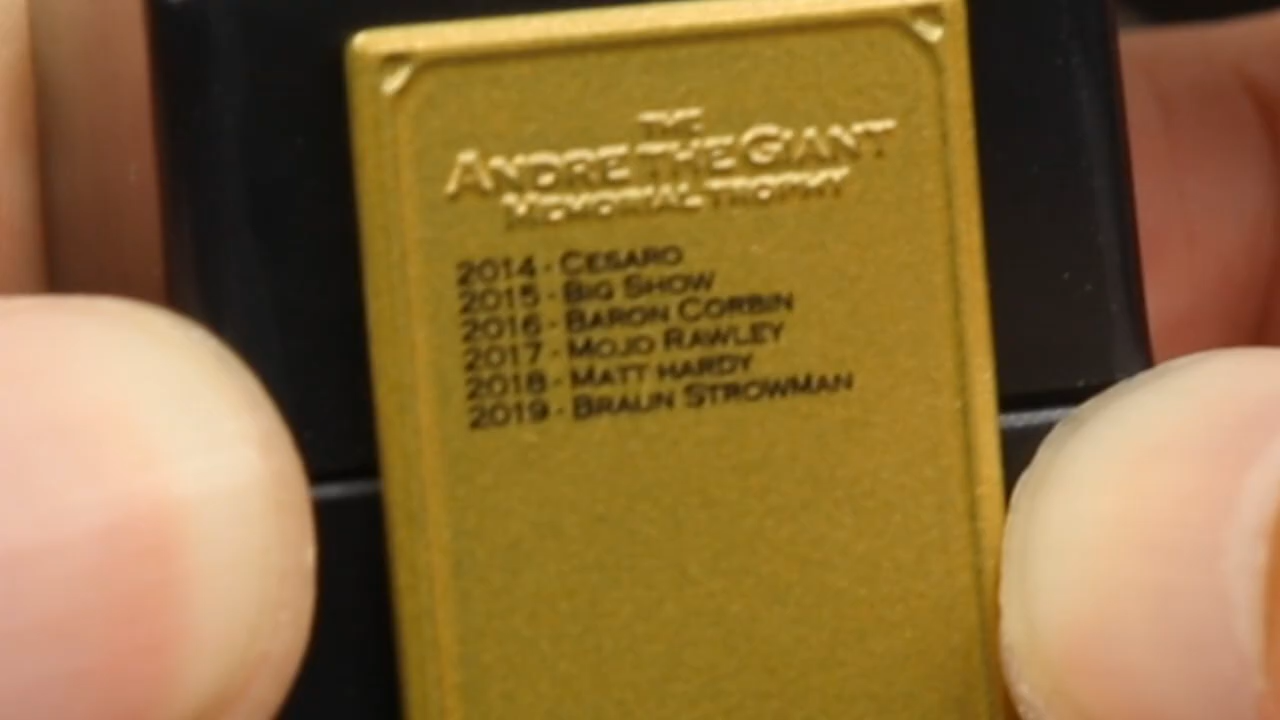 THE
ANDRE THE GIANT
MEMORIAL TROPHY
2014 - CESARO
2015 - BIG SHOW
2016 - BARON CORBIN
2017 - MOJO RAWLEY
2018 - MATT HARDY
2019 - BRAUN STROWMAN